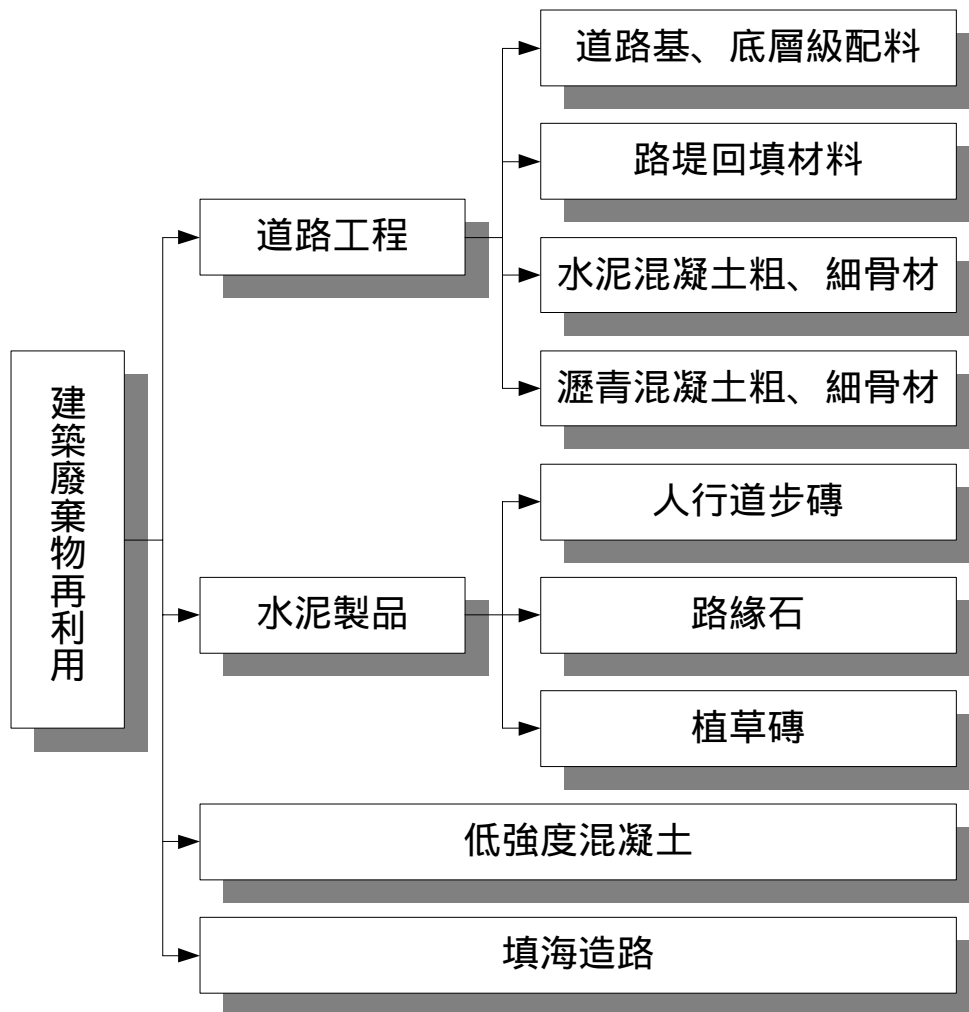 建築廢棄物再利用
道路工程
道路基、底層級配料
路堤回填材料
水泥混凝土粗、細骨材
瀝青混凝土粗、細骨材
水泥製品
人行道步磚
路緣石
植草磚
低強度混凝土
填海造路